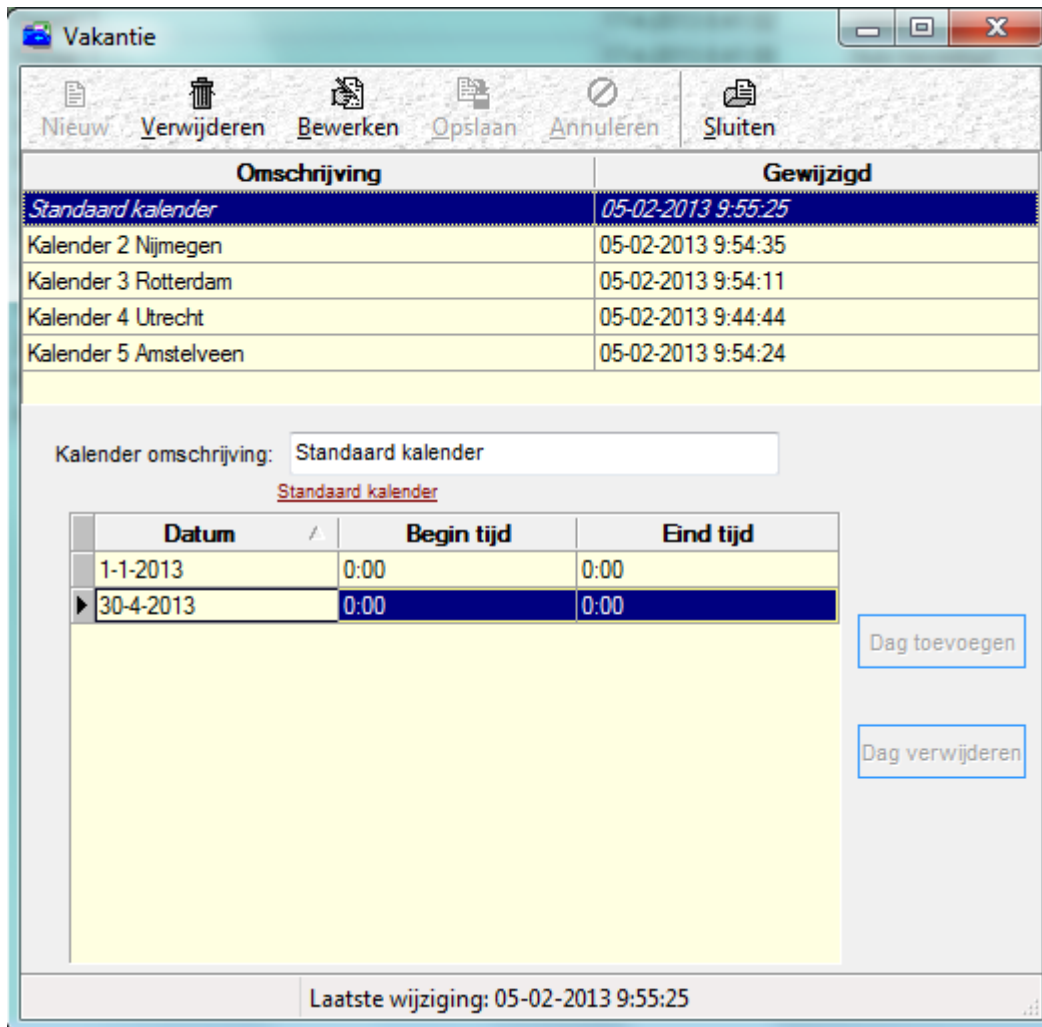 Vakantie
Nieuw Verwijderen Bewerken Opslaan Annuleren Sluiten
Omschrijving Gewijzigd
Standaard kalender 05-02-2013 9:55:25
Kalender 2 Nijmegen 05-02-2013 9:54:35
Kalender 3 Rotterdam 05-02-2013 9:54:11
Kalender 4 Utrecht 05-02-2013 9:44:44
Kalender 5 Amstelveen 05-02-2013 9:54:24
Kalender omschrijving: Standaard kalender
Standaard kalender
Datum Begin tijd Eind tijd
1-1-2013 0:00 0:00
30-4-2013 0:00 0:00
Dag toevoegen
Dag verwijderen
Laatste wijziging: 05-02-2013 9:55:25